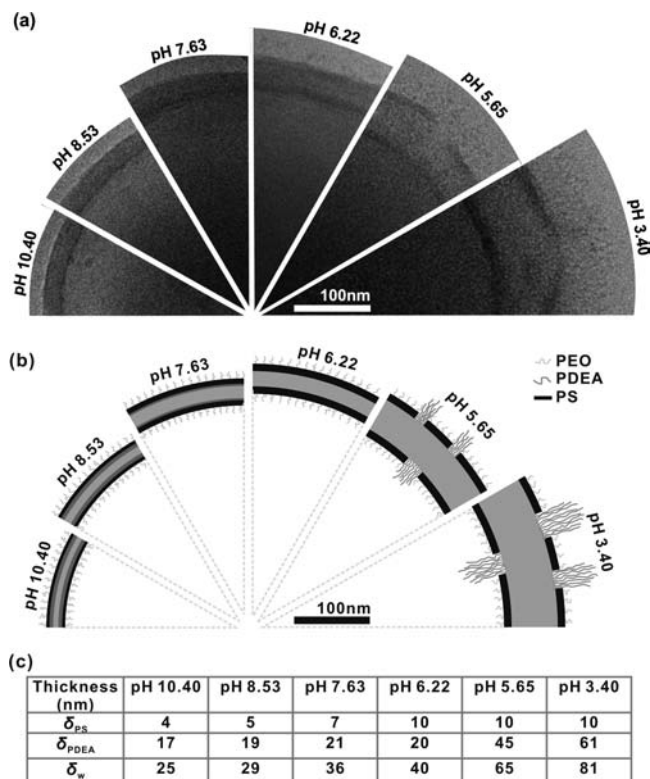 (a)
pH 10.40
pH 8.53
pH 7.63
pH 6.22
pH 5.65
pH 3.40
100nm
(b)
pH 10.40
pH 8.53
pH 7.63
pH 6.22
pH 5.65
pH 3.40
PEO
PDEA
PS
100nm
(c)
Thickness (nm) pH 10.40 pH 8.53 pH 7.63 pH 6.22 pH 5.65 pH 3.40
δPS 4 5 7 10 10 10
δPDEA 17 19 21 20 45 61
δw 25 29 36 40 65 81